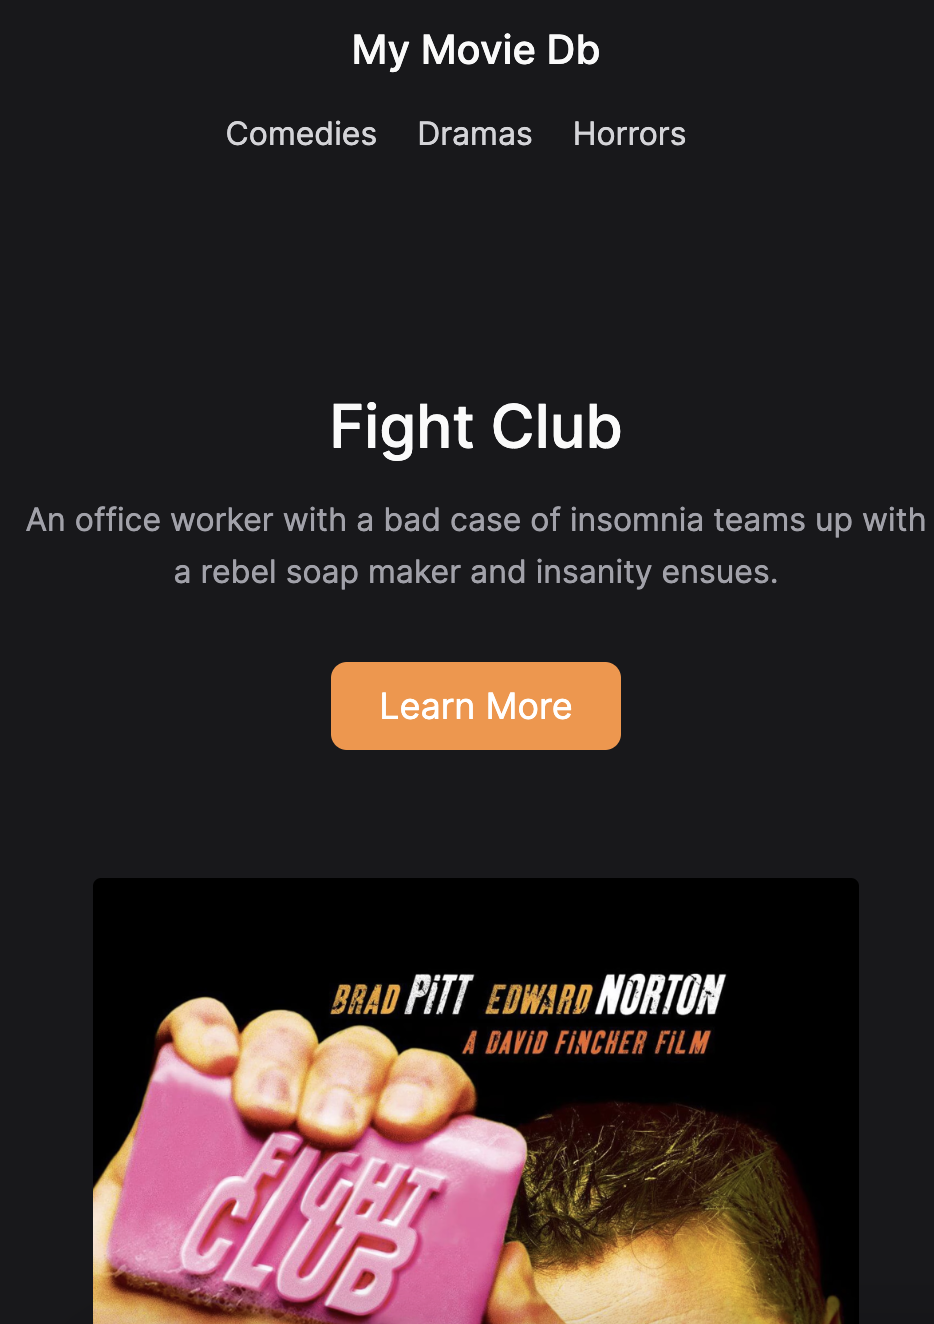 My Movie Db
Comedies Dramas Horrors
Fight Club
An office worker with a bad case of insomnia teams up with
a rebel soap maker and insanity ensues.
Learn More
BRAD PITT EDWARD NORTON
A DAVID FINCHER FILM
FIGHT
CLUB